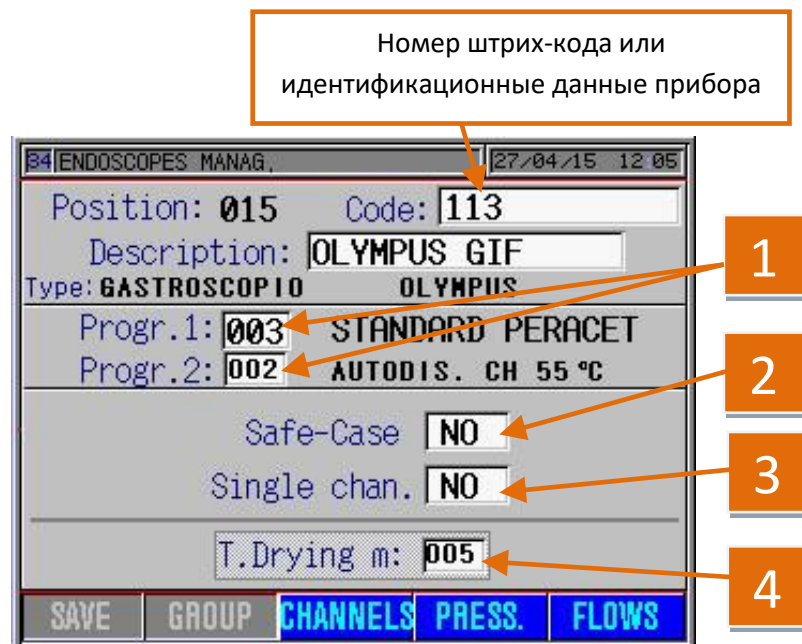 Номер штрих-кода или
идентификационные данные прибора
34 ENDOSCOPES MANAG. 27/04/15 12 05
Position: 015 Code: 113
Description: OLYMPUS GIF
Type: GASTROSCOPIO OLYMPUS
1
Progr.1: 003 STANDARD PERACET
Progr.2: 002 AUTODIS. CH 55 °C
2
Safe-Case NO
Single chan. NO
3
T.Drying m: 005
4
SAVE GROUP CHANNELS PRESS. FLOWS